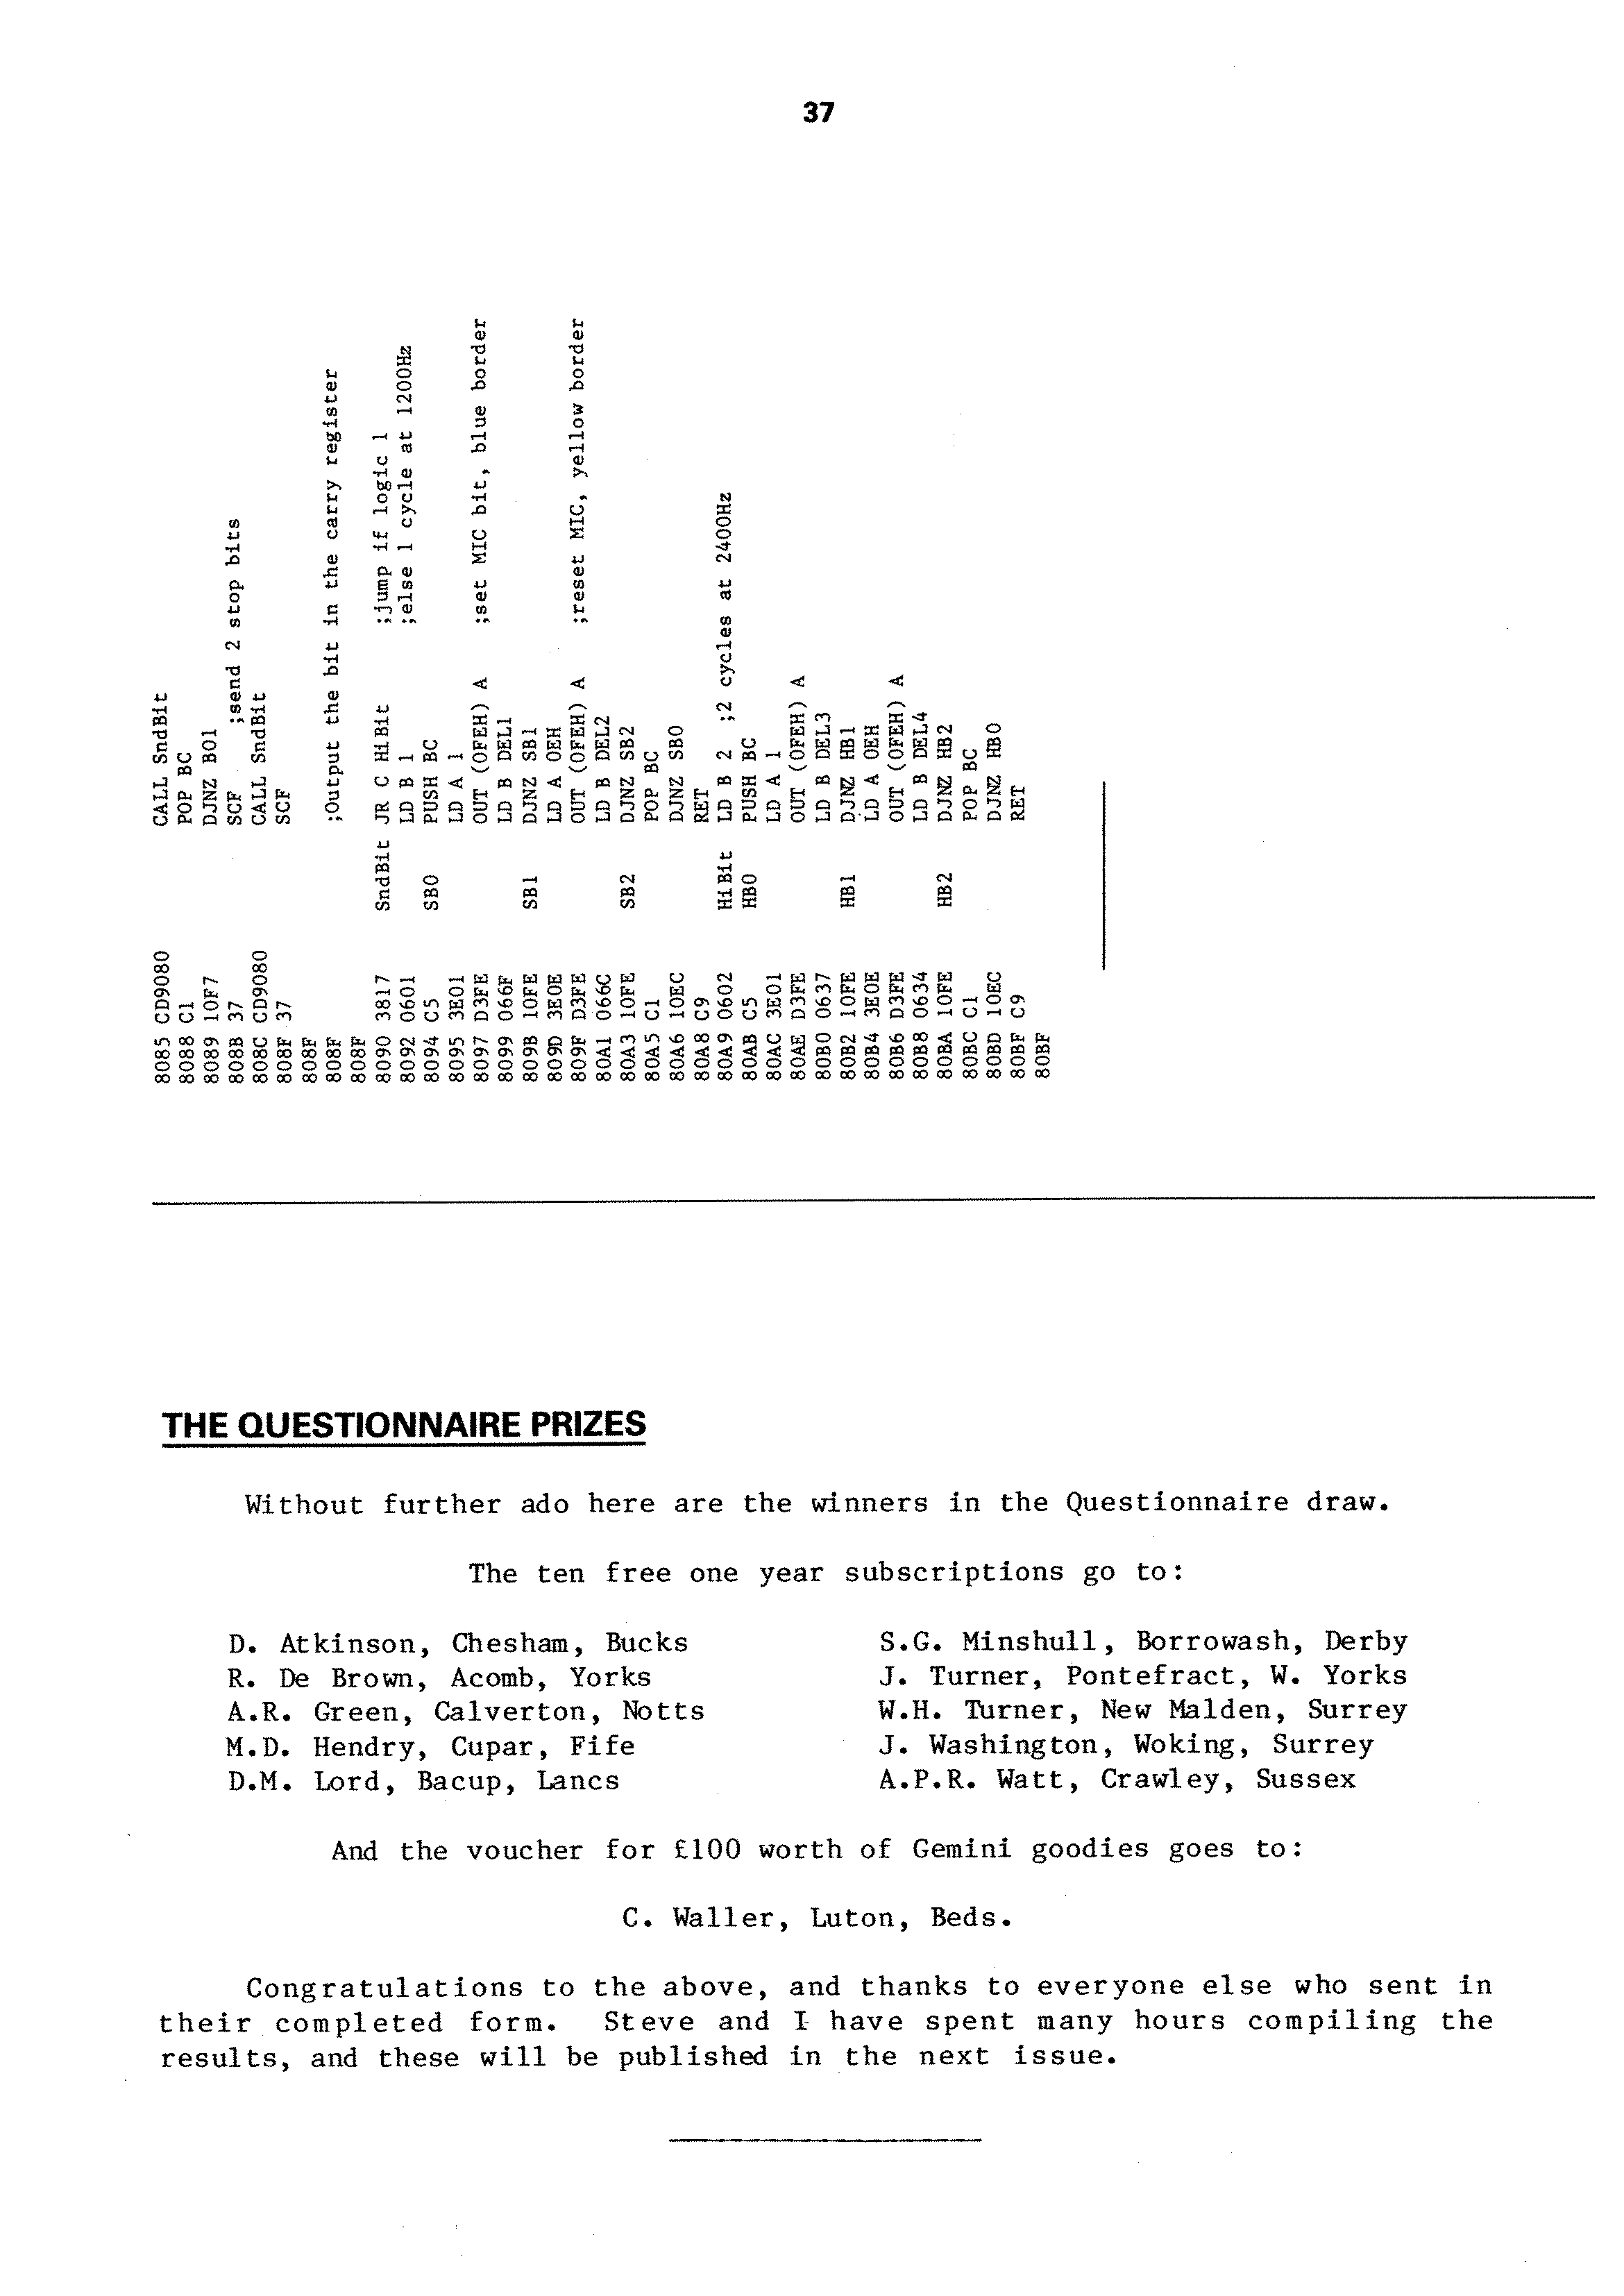 37
8085 CD9080 CALL SndBit
8088 C1 POP BC
8089 10F7 DJNZ B01
808B 37 SCF ;send 2 stop bits
808C CD9080 CALL SndBit
808F 37 SCF
808F
808F ;Output the bit in the carry register
808F
8090 3817 SndBit JR C HiBit ;jump if logic 1
8092 0601 LD B 1 ;else 1 cycle at 1200Hz
8094 C5 SB0 PUSH BC
8095 3E01 LD A 1
8097 D3FE OUT (0FEH) A ;set MIC bit, blue border
8099 066F LD B DEL1
809B 10FE SB1 DJNZ SB1
809D 3E0E LD A 0EH
809F D3FE OUT (0FEH) A ;reset MIC, yellow border
80A1 066C LD B DEL2
80A3 10FE SB2 DJNZ SB2
80A5 C1 POP BC
80A6 10EC DJNZ SB0
80A8 C9 RET
80A9 0602 HiBit LD B 2 ;2 cycles at 2400Hz
80AB C5 HB0 PUSH BC
80AC 3E01 LD A 1
80AE D3FE OUT (0FEH) A
80B0 0637 LD B DEL3
80B2 10FE HB1 DJNZ HB1
80B4 3E0E LD A 0EH
80B6 D3FE OUT (0FEH) A
80B8 0634 LD B DEL4
80BA 10FE HB2 DJNZ HB2
80BC C1 POP BC
80BD 10EC DJNZ HB0
80BF C9 RET
80BF
THE QUESTIONNAIRE PRIZES
Without further ado here are the winners in the Questionnaire draw.
The ten free one year subscriptions go to:
D. Atkinson, Chesham, Bucks
R. De Brown, Acomb, Yorks
A.R. Green, Calverton, Notts
M.D. Hendry, Cupar, Fife
D.M. Lord, Bacup, Lancs
S.G. Minshull, Borrowash, Derby
J. Turner, Pontefract, W. Yorks
W.H. Turner, New Malden, Surrey
J. Washington, Woking, Surrey
A.P.R. Watt, Crawley, Sussex
And the voucher for £100 worth of Gemini goodies goes to:
C. Waller, Luton, Beds.
Congratulations to the above, and thanks to everyone else who sent in
their completed form. Steve and I have spent many hours compiling the
results, and these will be published in the next issue.